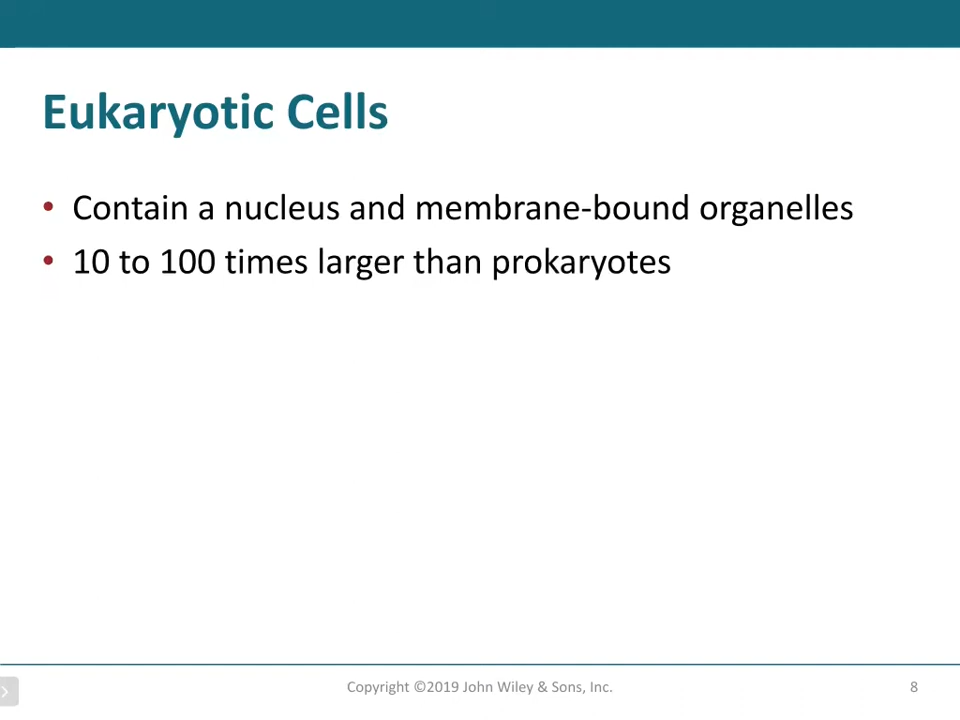 Eukaryotic Cells
• Contain a nucleus and membrane-bound organelles
• 10 to 100 times larger than prokaryotes
Copyright ©2019 John Wiley & Sons, Inc.
8